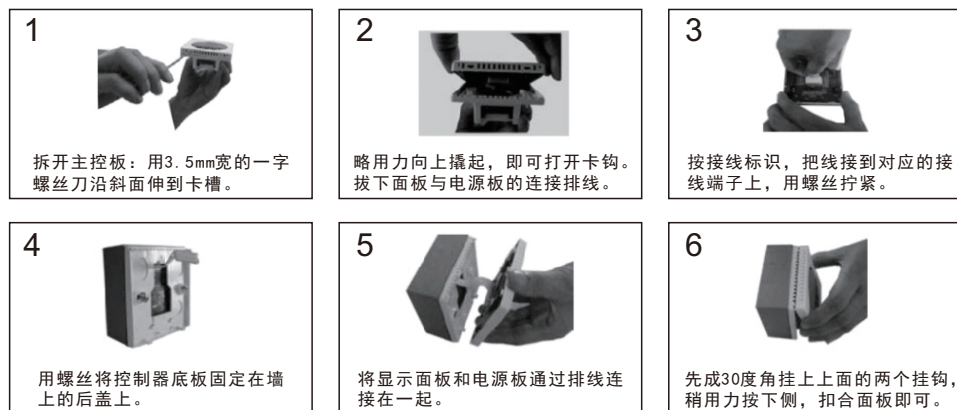 1
拆开主控板：用3.5mm宽的一字
螺丝刀沿斜面伸到卡槽。
2
略用力向上撬起，即可打开卡钩。
拔下面板与电源板的连接排线。
3
按接线标识，把线接到对应的接
线端子上，用螺丝拧紧。
4
用螺丝将控制器底板固定在墙
上的后盖上。
5
将显示面板和电源板通过排线连
接在一起。
6
先成30度角挂上上面的两个挂钩，
稍用力按下侧，扣合面板即可。